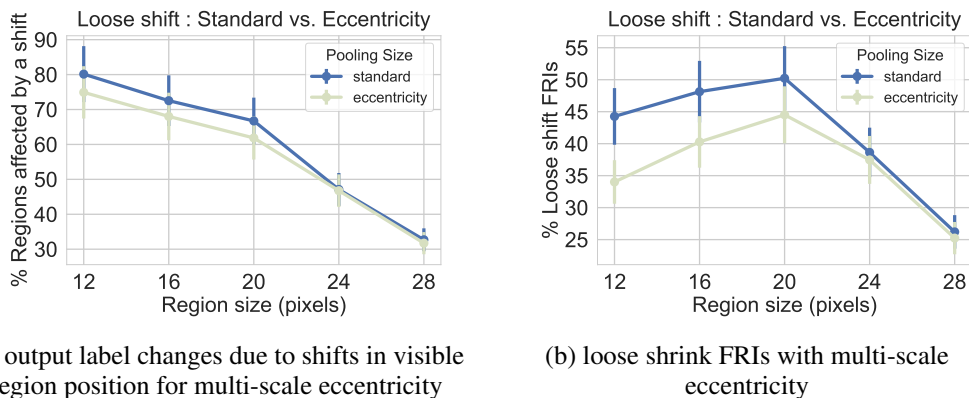 Loose shift : Standard vs. Eccentricity
% Regions affected by a shift
90
80
70
60
50
40
30
Pooling Size
standard
eccentricity
12 16 20 24 28
Region size (pixels)
output label changes due to shifts in visible
egion position for multi-scale eccentricity
Loose shift : Standard vs. Eccentricity
% Loose shift FRIs
55
50
45
40
35
30
25
Pooling Size
standard
eccentricity
12 16 20 24 28
Region size (pixels)
(b) loose shrink FRIs with multi-scale
eccentricity